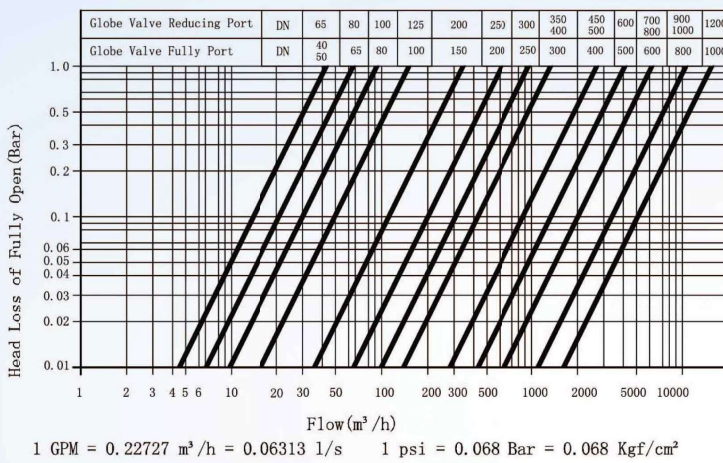 Globe Valve Reducing Port DN 65 80 100 125 200 250 300 350 400 450 500 600 700 800 900 1000 1200
Globe Valve Fully Port DN 40 50 65 80 100 150 200 250 300 400 500 600 800 1000
Head Loss of Fully Open(Bar)
1.0
0.5
0.3
0.2
0.1
0.06
0.05
0.04
0.03
0.02
0.01
1 2 3 4 5 6 10 20 30 50 100 200 300 500 1000 2000 5000 10000
Flow(m³/h)
1 GPM = 0.22727 m³/h = 0.06313 l/s 1 psi = 0.068 Bar = 0.068 Kgf/cm²